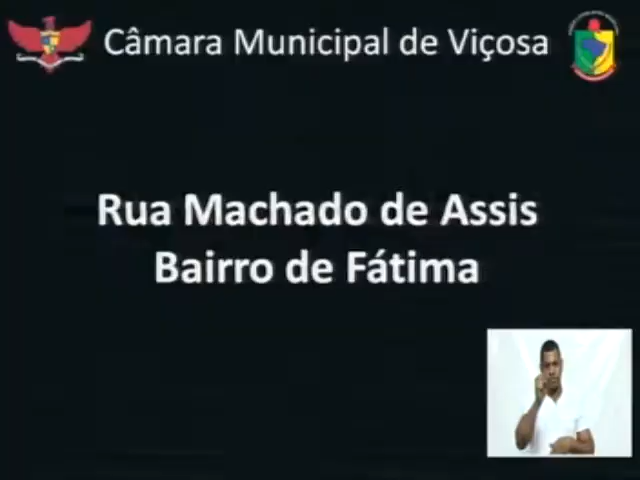 Câmara Municipal de Viçosa
Rua Machado de Assis
Bairro de Fátima